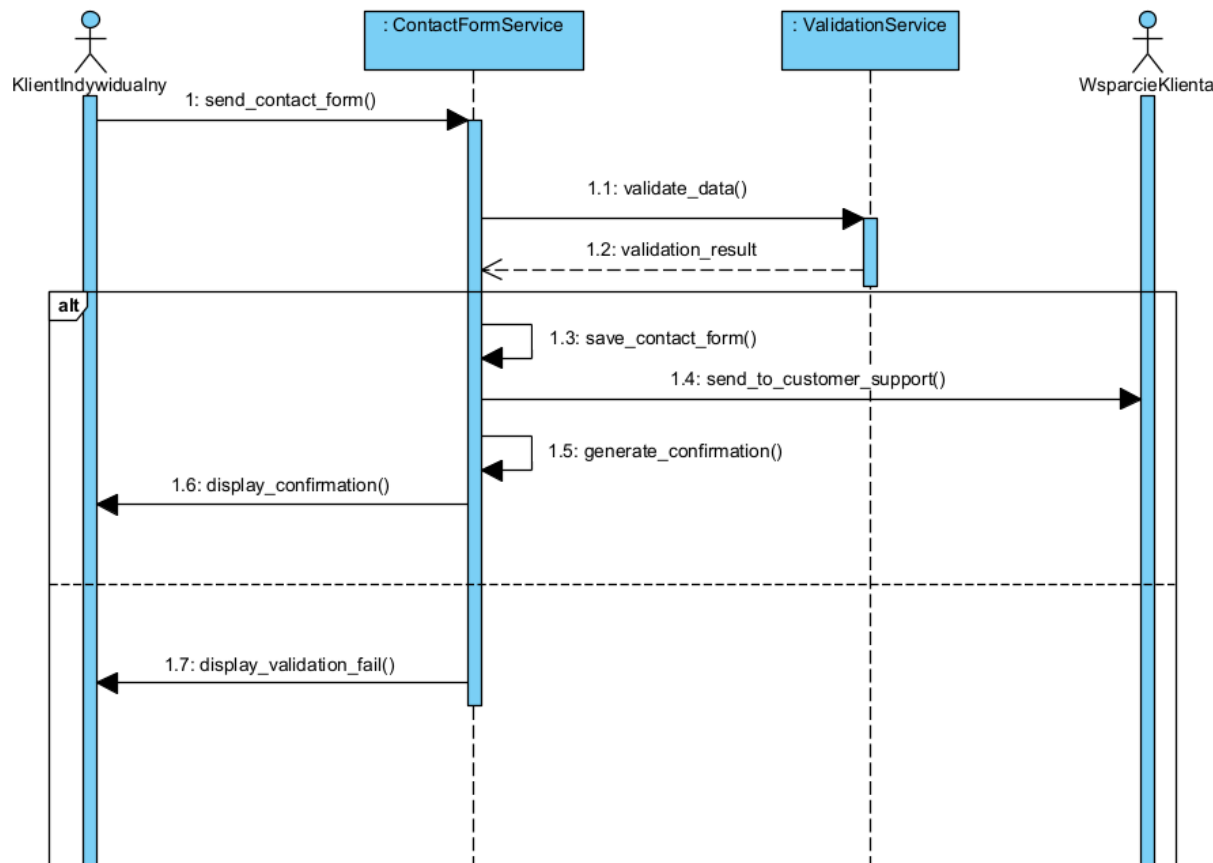 : ContactFormService
: ValidationService
KlientIndywidualny
WsparcieKlienta
1: send_contact_form()
1.1: validate_data()
1.2: validation_result
alt
1.3: save_contact_form()
1.4: send_to_customer_support()
1.5: generate_confirmation()
1.6: display_confirmation()
1.7: display_validation_fail()